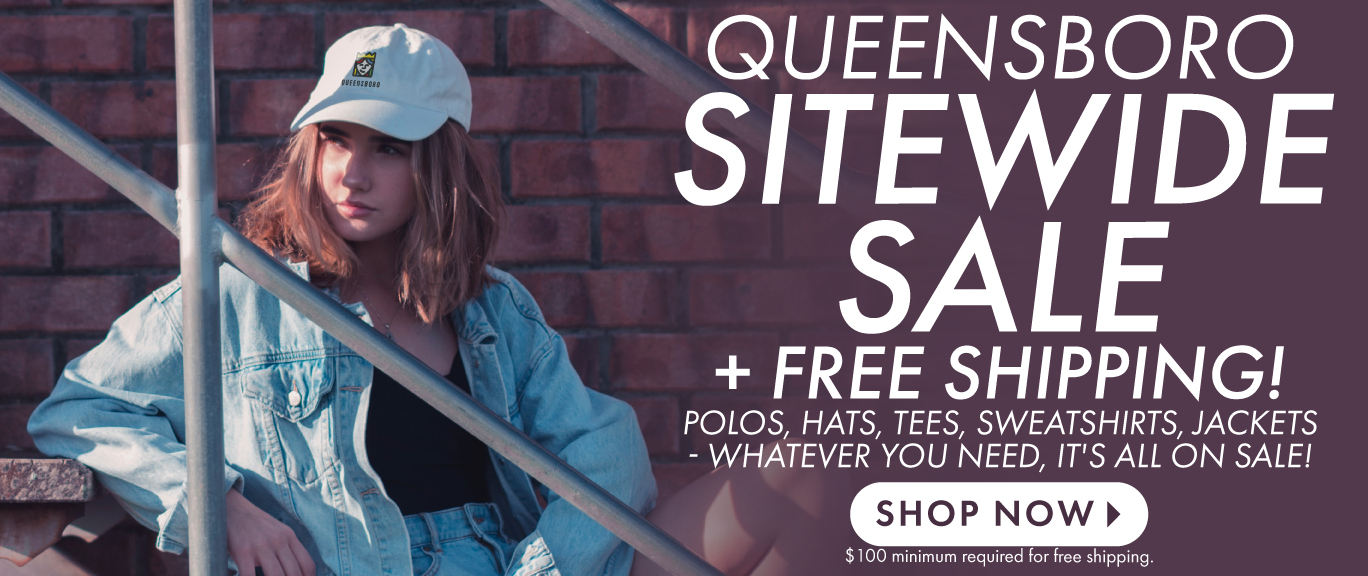 QUEENSBORO
QUEENSBORO
SITEWIDE
SALE
+ FREE SHIPPING!
POLOS, HATS, TEES, SWEATSHIRTS, JACKETS
- WHATEVER YOU NEED, IT'S ALL ON SALE!
SHOP NOW
$100 minimum required for free shipping.